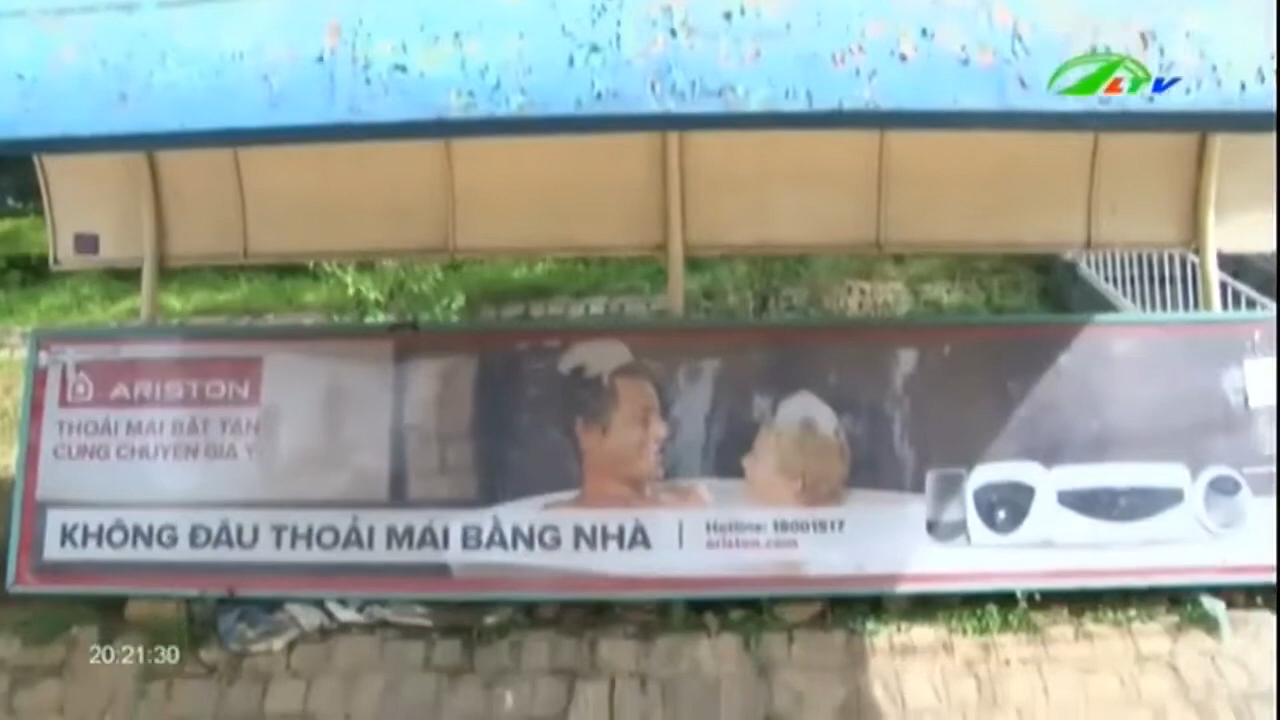 LTV
ARISTON
THOẢI MÁI BẤT TẬN
CÙNG CHUYÊN GIA Ý
KHÔNG ĐÂU THOẢI MÁI BẰNG NHÀ
Hotline: 18001517
ariston.com
20:21:30